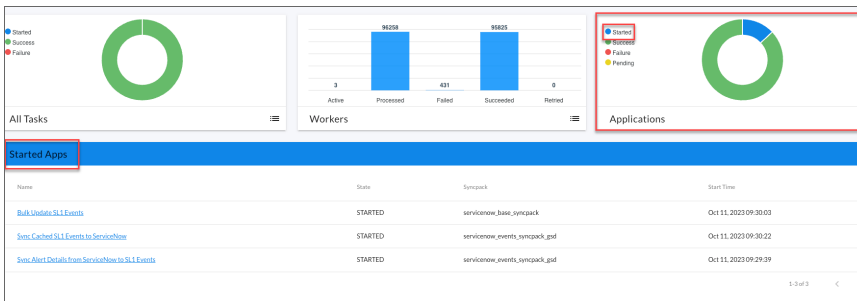 Started
Success
Failure
All Tasks
96258
95825
3
431
0
Active
Processed
Failed
Succeeded
Retried
Workers
Started
Success
Failure
Pending
Applications
Started Apps
Name State Syncpack Start Time
Bulk Update SL1 Events STARTED servicenow_base_syncpack Oct 11, 2023 09:30:03
Sync Cached SL1 Events to ServiceNow STARTED servicenow_events_syncpack_gsd Oct 11, 2023 09:30:22
Sync Alert Details from ServiceNow to SL1 Events STARTED servicenow_events_syncpack_gsd Oct 11, 2023 09:29:39
1-3 of 3